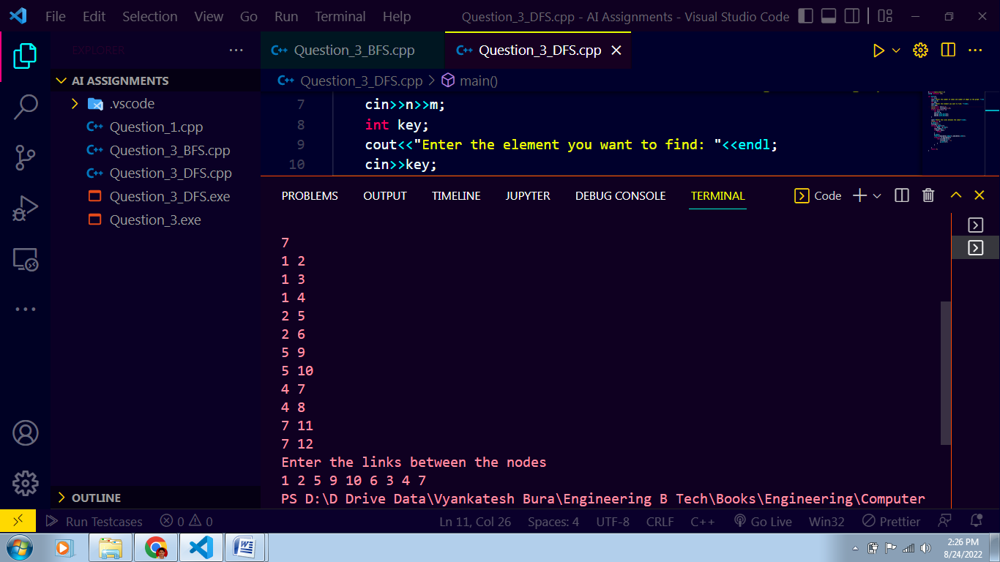 File Edit Selection View Go Run Terminal Help Question_3_DFS.cpp - AI Assignments - Visual Studio Code
EXPLORER
AI ASSIGNMENTS
.vscode
Question_1.cpp
Question_3_BFS.cpp
Question_3_DFS.cpp
Question_3_DFS.exe
Question_3.exe
OUTLINE
Question_3_BFS.cpp Question_3_DFS.cpp
Question_3_DFS.cpp > main()
7 cin>>n>>m;
8 int key;
9 cout<<"Enter the element you want to find: "<<endl;
10 cin>>key;
PROBLEMS OUTPUT TIMELINE JUPYTER DEBUG CONSOLE TERMINAL Code
7
1 2
1 3
1 4
2 5
2 6
5 9
5 10
4 7
4 8
7 11
7 12
Enter the links between the nodes
1 2 5 9 10 6 3 4 7
PS D:\D Drive Data\Vyankatesh Bura\Engineering B Tech\Books\Engineering\Computer
Run Testcases 0 0 Ln 11, Col 26 Spaces: 4 UTF-8 CRLF C++ Go Live Win32 Prettier
2:26 PM
8/24/2022